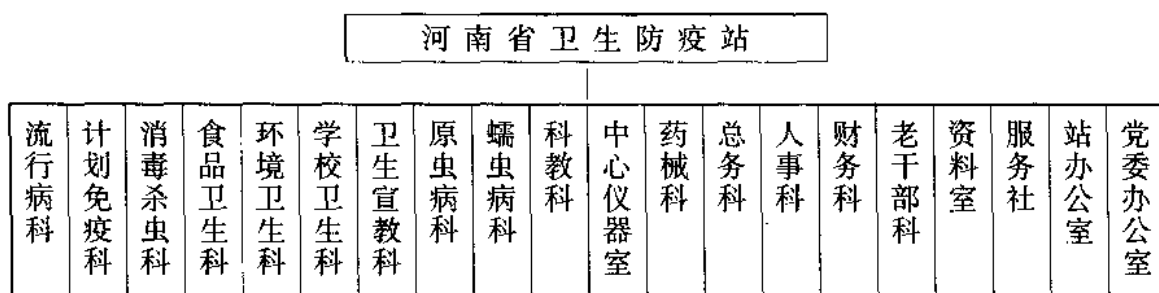 河南省卫生防疫站
流行病科
计划免疫科
消毒杀虫科
食品卫生科
环境卫生科
学校卫生科
卫生宣教科
原虫病科
蠕虫病科
科教科
中心仪器室
药械科
总务科
人事科
财务科
老干部科
资料室
服务社
站办公室
党委办公室